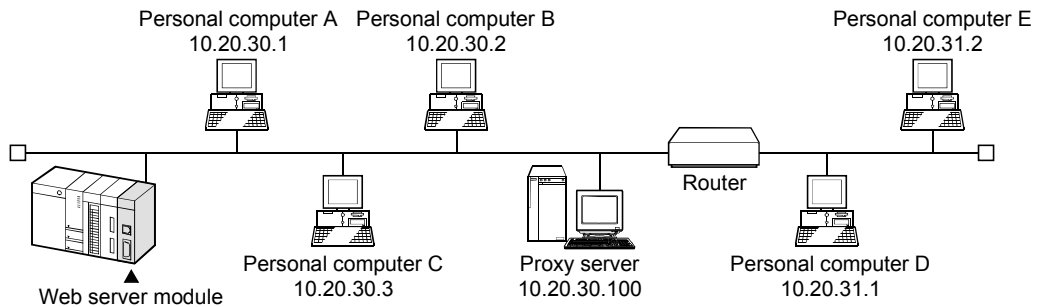 Personal computer A
10.20.30.1
Personal computer B
10.20.30.2
Personal computer E
10.20.31.2
Router
Web server module
Personal computer C
10.20.30.3
Proxy server
10.20.30.100
Personal computer D
10.20.31.1